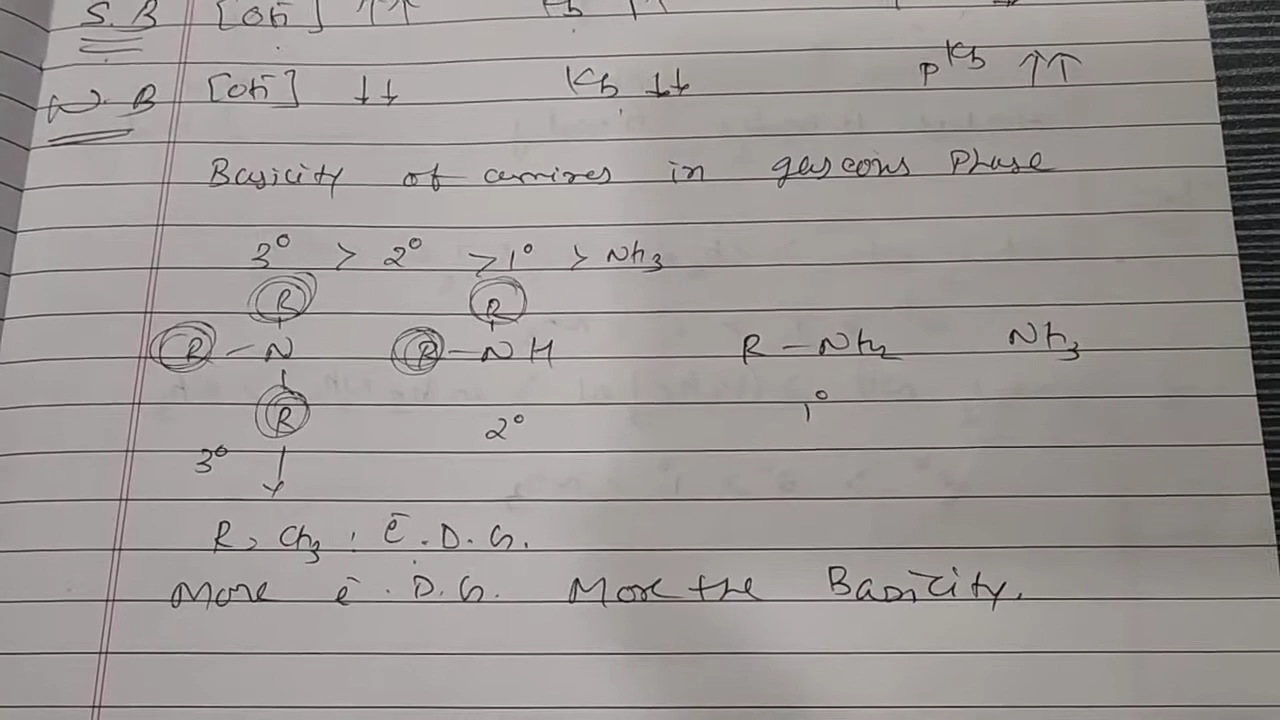 S.B [OH̄] ↑↑ Kb ↑↑
W.B [OH̄] ↓↓ Kb ↓↓ pKb ↑↑
Basicity of amines in gaseous Phase
3° > 2° > 1° > NH3
R R
R - N R - NH R - NH2 NH3
R 2° 1°
3° ↓
R, CH3 : ē.D.G.
More ē.D.G. More the Basicity.